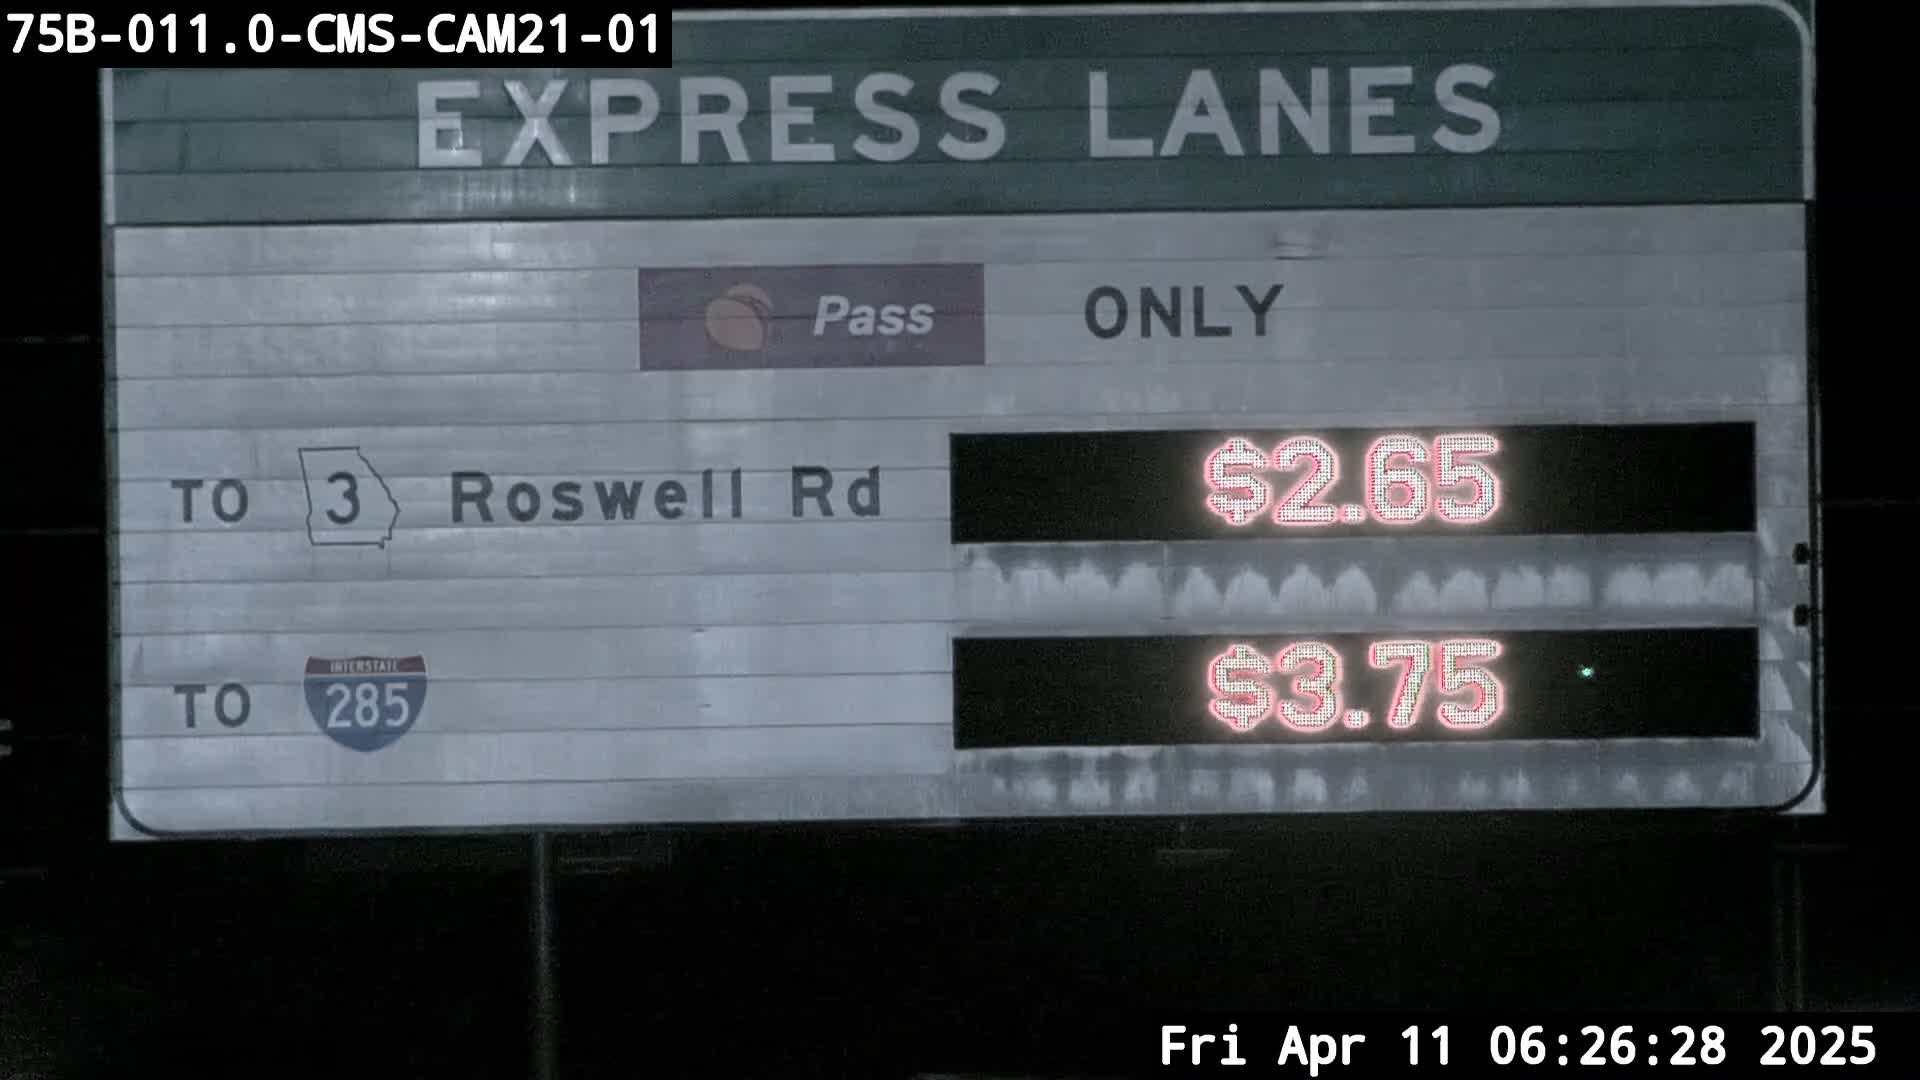 75B-011.0-CMS-CAM21-01
EXPRESS LANES
Pass ONLY
TO 3 Roswell Rd $2.65
INTERSTATE
TO 285 $3.75
Fri Apr 11 06:26:28 2025